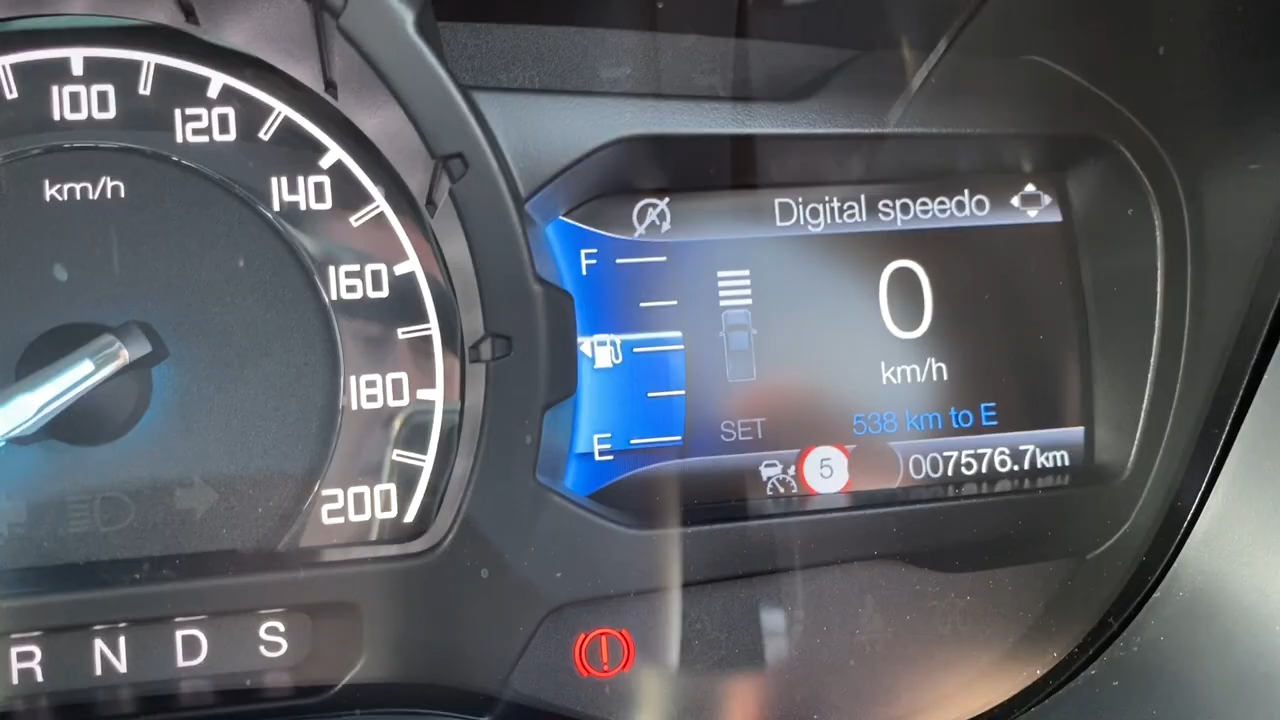 100
120
140
160
180
200
km/h
R N D S
A
Digital speedo
F
E
0
km/h
538 km to E
SET
5
007576.7km